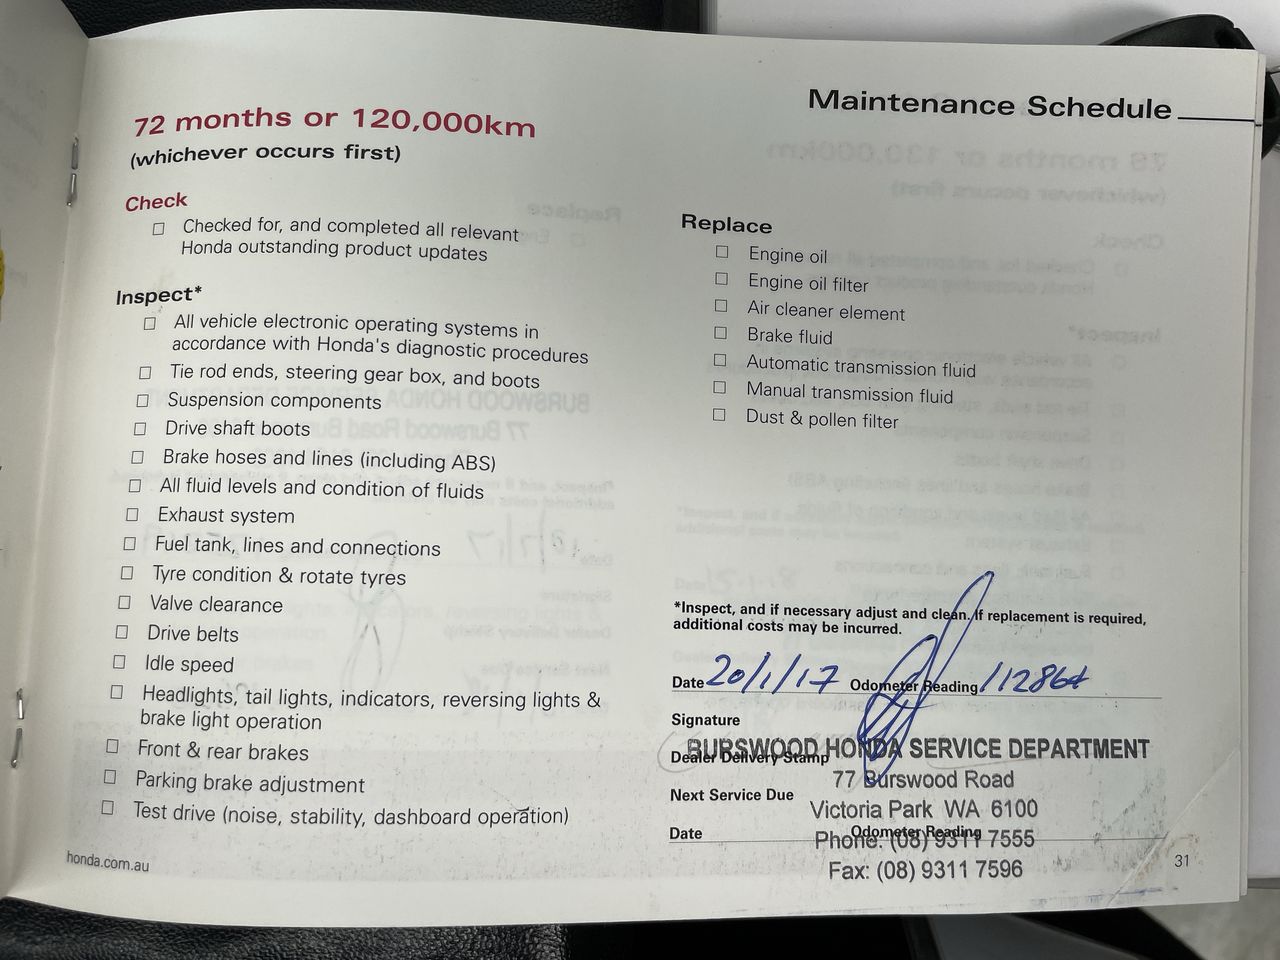 Maintenance Schedule
72 months or 120,000km
(whichever occurs first)
Check
Checked for, and completed all relevant
Honda outstanding product updates
Inspect*
All vehicle electronic operating systems in
accordance with Honda's diagnostic procedures
Tie rod ends, steering gear box, and boots
Suspension components
Drive shaft boots
Brake hoses and lines (including ABS)
All fluid levels and condition of fluids
Exhaust system
Fuel tank, lines and connections
Tyre condition & rotate tyres
Valve clearance
Drive belts
Idle speed
Headlights, tail lights, indicators, reversing lights &
brake light operation
Front & rear brakes
Parking brake adjustment
Test drive (noise, stability, dashboard operation)
honda.com.au
Replace
Engine oil
Engine oil filter
Air cleaner element
Brake fluid
Automatic transmission fluid
Manual transmission fluid
Dust & pollen filter
*Inspect, and if necessary adjust and clean. If replacement is required,
additional costs may be incurred.
Date 20/1/17 Odometer Reading 112864
Signature
BURSWOOD HONDA SERVICE DEPARTMENT
Dealer Delivery Stamp
77 Burswood Road
Next Service Due
Victoria Park WA 6100
Date Odometer Reading
Phone: (08) 9311 7555
Fax: (08) 9311 7596
31